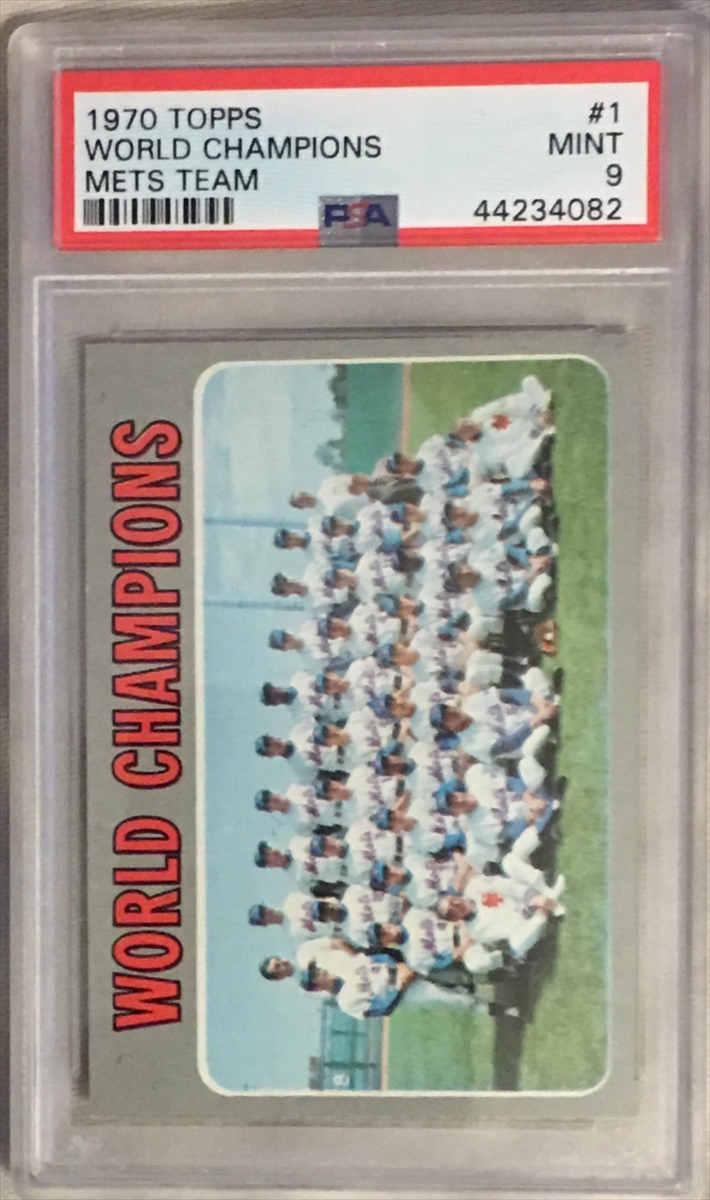 1970 TOPPS #1
WORLD CHAMPIONS MINT
METS TEAM 9
PSA 44234082
WORLD CHAMPIONS